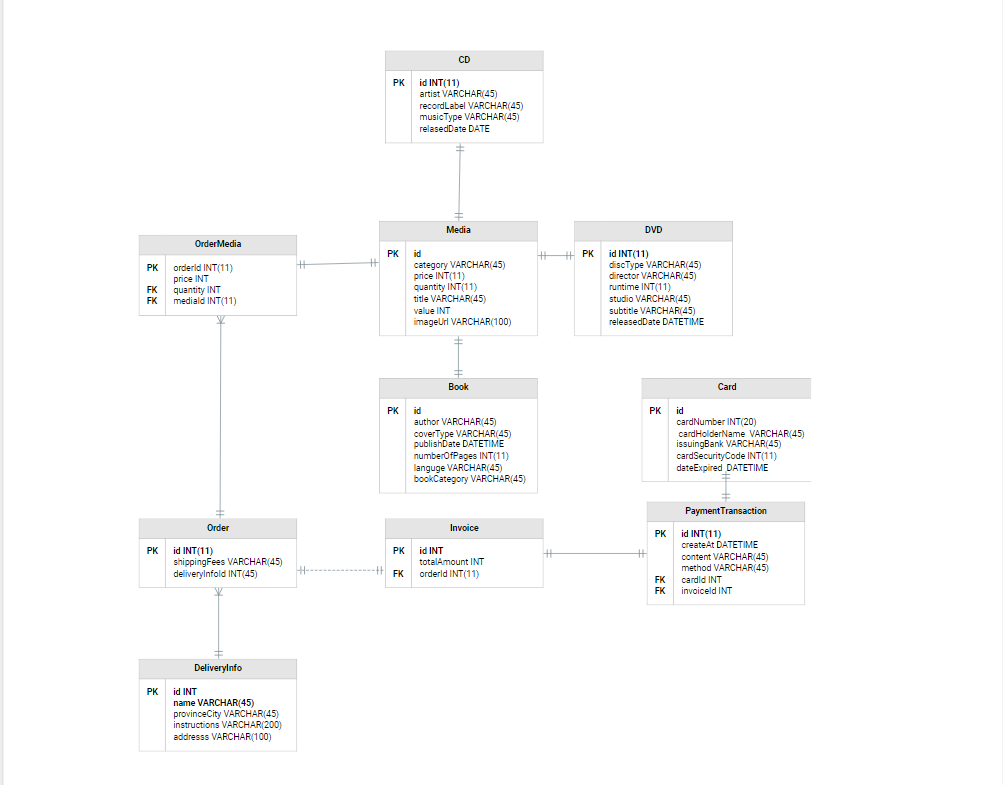 CD
PK id INT(11)
artist VARCHAR(45)
recordLabel VARCHAR(45)
musicType VARCHAR(45)
relasedDate DATE
OrderMedia
PK orderId INT(11)
price INT
FK quantity INT
FK mediaId INT(11)
Media
PK id
category VARCHAR(45)
price INT(11)
quantity INT(11)
title VARCHAR(45)
value INT
imageUrl VARCHAR(100)
DVD
PK id INT(11)
discType VARCHAR(45)
director VARCHAR(45)
runtime INT(11)
studio VARCHAR(45)
subtitle VARCHAR(45)
releasedDate DATETIME
Book
PK id
author VARCHAR(45)
coverType VARCHAR(45)
publishDate DATETIME
numberOfPages INT(11)
languge VARCHAR(45)
bookCategory VARCHAR(45)
Card
PK id
cardNumber INT(20)
cardHolderName VARCHAR(45)
issuingBank VARCHAR(45)
cardSecurityCode INT(11)
dateExpired DATETIME
Order
PK id INT(11)
shippingFees VARCHAR(45)
deliveryInfoId INT(45)
Invoice
PK id INT
totalAmount INT
FK orderId INT(11)
PaymentTransaction
PK id INT(11)
createAt DATETIME
content VARCHAR(45)
method VARCHAR(45)
FK cardId INT
FK invoiceId INT
DeliveryInfo
PK id INT
name VARCHAR(45)
provinceCity VARCHAR(45)
instructions VARCHAR(200)
addresss VARCHAR(100)